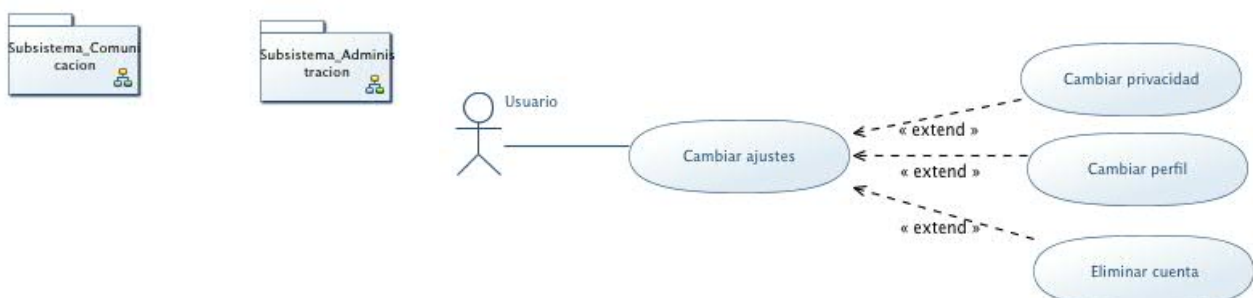 Subsistema_Comuni
cacion
Subsistema_Adminis
tracion
Usuario
Cambiar ajustes
Cambiar privacidad
« extend »
Cambiar perfil
« extend »
« extend »
Eliminar cuenta